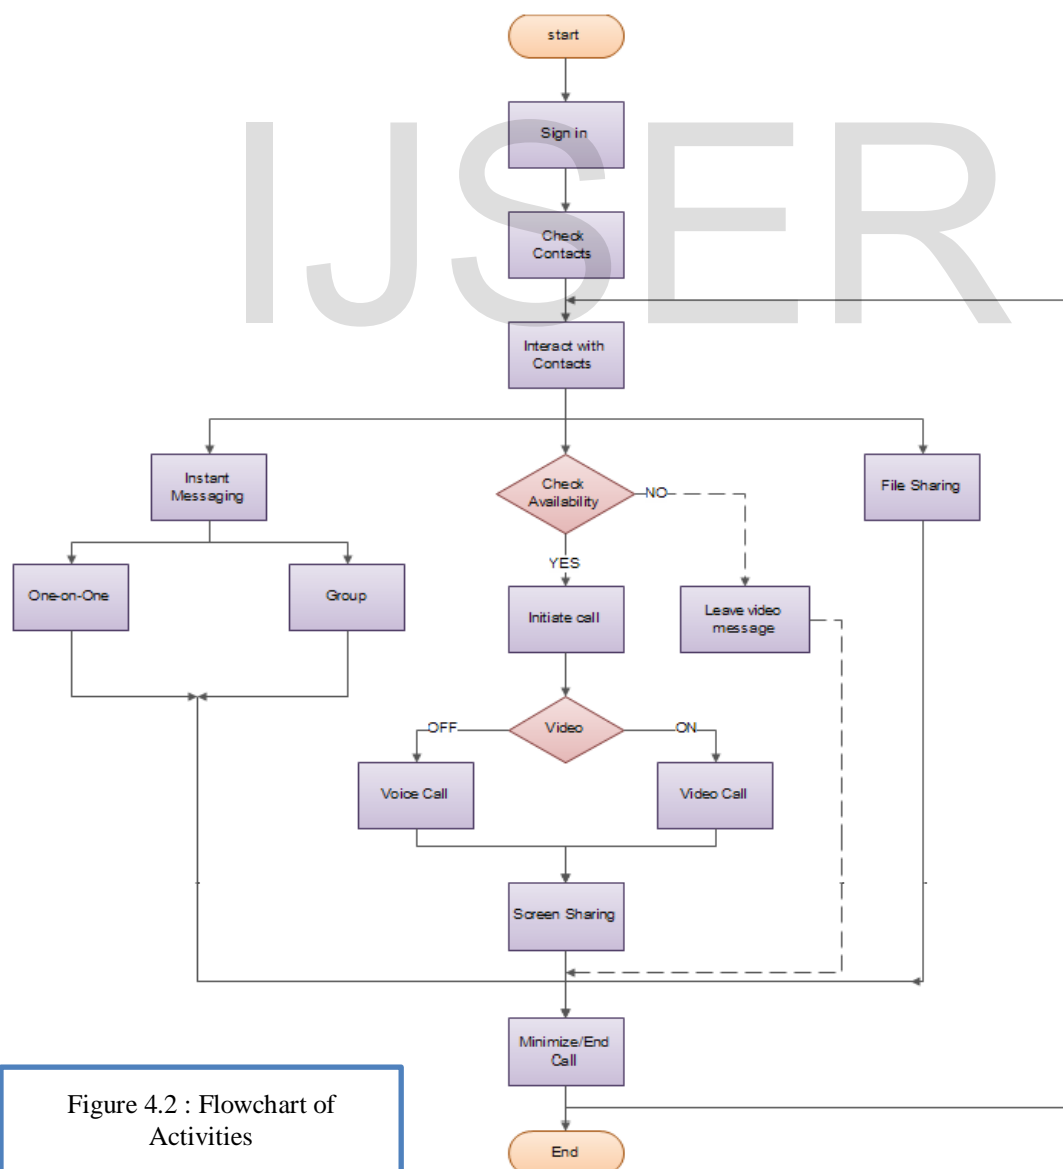 start
Sign in
IJSER
Check
Contacts
Interact with
Contacts
Instant
Messaging
Check
Availability
NO
File Sharing
YES
One-on-One
Group
Initiate call
Leave video
message
OFF
Video
ON
Voice Call
Video Call
Screen Sharing
Minimize/End
Call
Figure 4.2 : Flowchart of
Activities
End